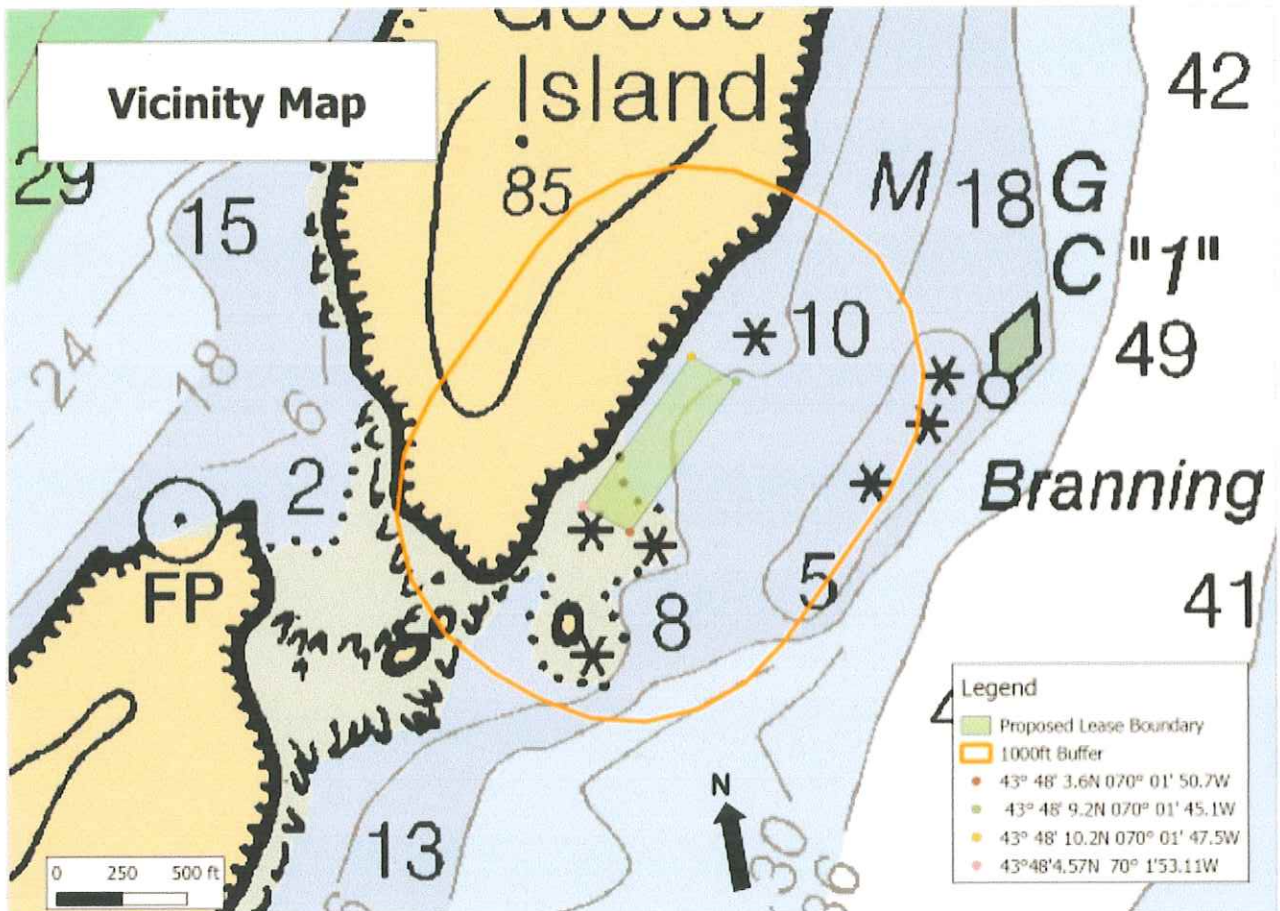 Goose
Island
Vicinity Map
85
29
15
M
18
G
C "1"
42
10
49
24
18
6
2
FP
Branning
5
8
41
0
Legend
Proposed Lease Boundary
1000ft Buffer
43° 48' 3.6N 070° 01' 50.7W
43° 48' 9.2N 070° 01' 45.1W
43° 48' 10.2N 070° 01' 47.5W
43°48'4.57N 70° 1'53.11W
N
13
30
0 250 500 ft